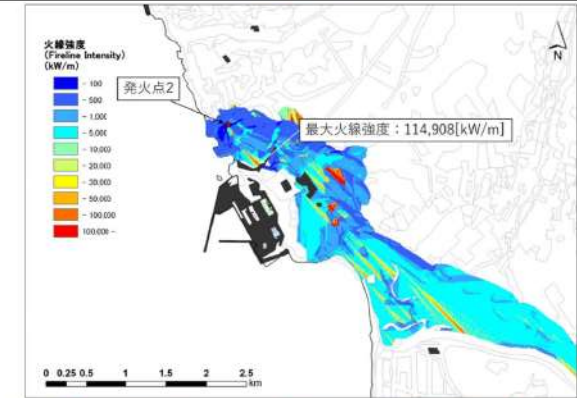 火線強度
(Fireline Intensity)
(kW/m)
- 100
- 500
- 1,000
- 5,000
- 10,000
- 20,000
- 30,000
- 50,000
- 100,000
100,000 -
発火点2
最大火線強度：114,908[kW/m]
N
0 0.25 0.5 1 1.5 2 2.5
km